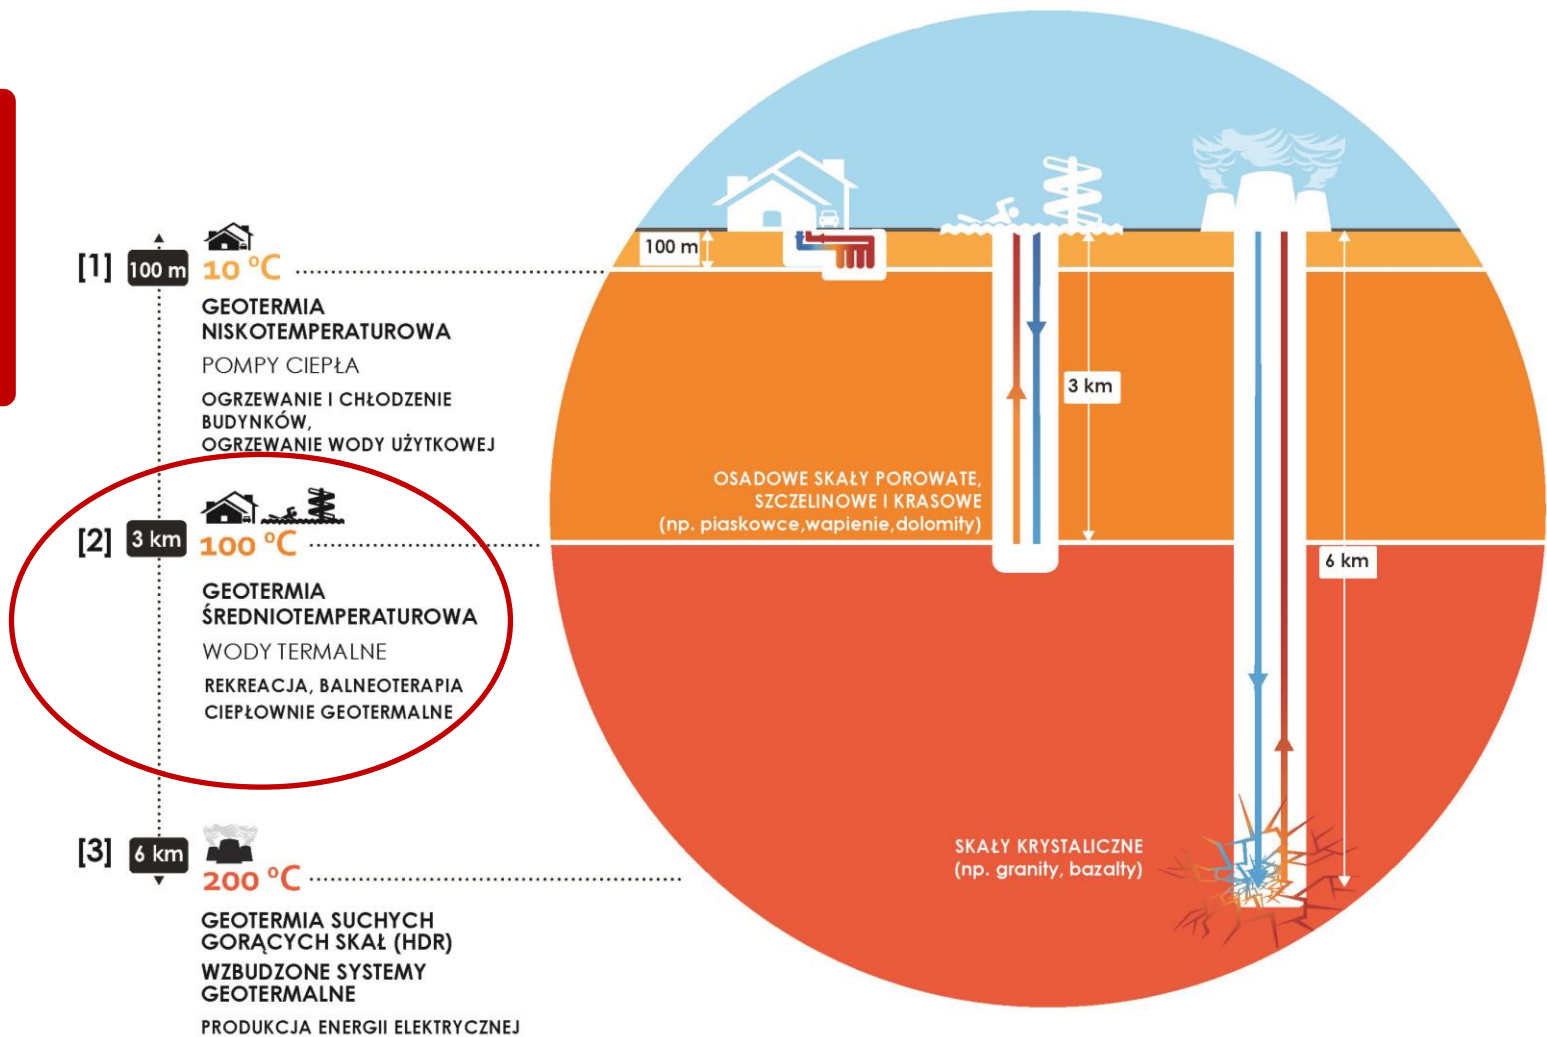 [1] 100 m 10 °C
GEOTERMIA
NISKOTEMPERATUROWA
POMPY CIEPŁA
OGRZEWANIE I CHŁODZENIE
BUDYNKÓW,
OGRZEWANIE WODY UŻYTKOWEJ
[2] 3 km 100 °C
GEOTERMIA
ŚREDNIOTEMPERATUROWA
WODY TERMALNE
REKREACJA, BALNEOTERAPIA
CIEPŁOWNIE GEOTERMALNE
[3] 6 km 200 °C
GEOTERMIA SUCHYCH
GORĄCYCH SKAŁ (HDR)
WZBUDZONE SYSTEMY
GEOTERMALNE
PRODUKCJA ENERGII ELEKTRYCZNEJ
100 m
3 km
OSADOWE SKAŁY POROWATE,
SZCZELINOWE I KRASOWE
(np. piaskowce,wapienie,dolomity)
6 km
SKAŁY KRYSTALICZNE
(np. granity, bazalty)